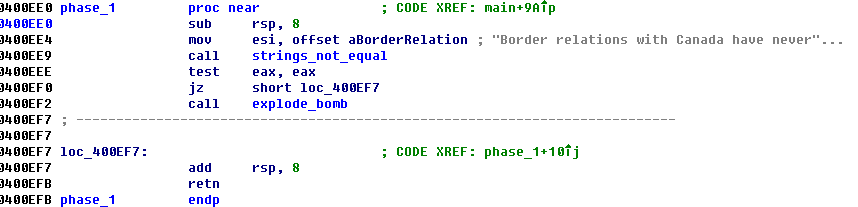 0400EE0 phase_1 proc near ; CODE XREF: main+9A↑p
0400EE0 sub rsp, 8
0400EE4 mov esi, offset aBorderRelation ; "Border relations with Canada have never"...
0400EE9 call strings_not_equal
0400EEE test eax, eax
0400EF0 jz short loc_400EF7
0400EF2 call explode_bomb
0400EF7 ; ---------------------------------------------------------------------------
0400EF7
0400EF7 loc_400EF7: ; CODE XREF: phase_1+10↑j
0400EF7 add rsp, 8
0400EFB retn
0400EFB phase_1 endp